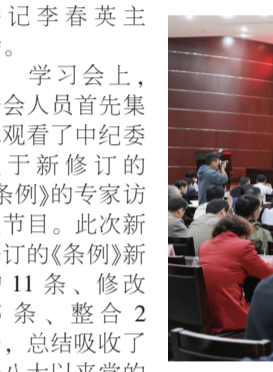 记李春英主
。
学习会上，
会人员首先集
观看了中纪委
于新修订的
条例》的专家访
节目。此次新
订的《条例》新
11 条、修改
条、整合 2
，总结吸收了